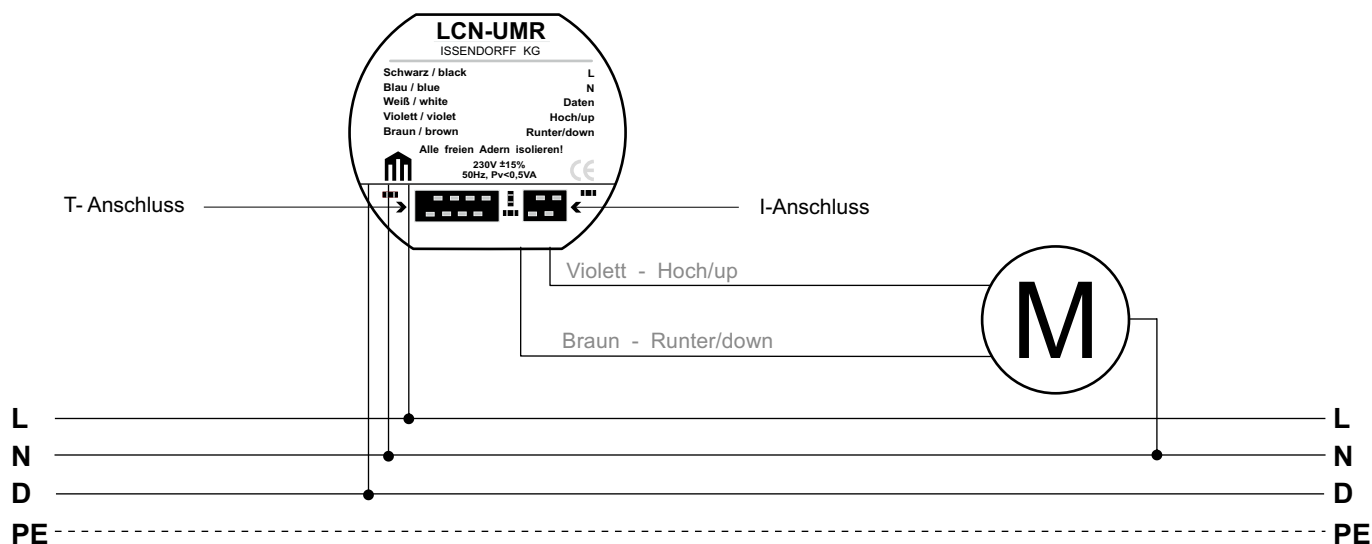 LCN-UMR
ISSENDORFF KG
Schwarz / black L
Blau / blue N
Weiß / white Daten
Violett / violet Hoch/up
Braun / brown Runter/down
Alle freien Adern isolieren!
230V ±15%
50Hz, Pv<0,5VA
CE
T- Anschluss
I-Anschluss
Violett - Hoch/up
M
Braun - Runter/down
L L
N N
D D
PE PE